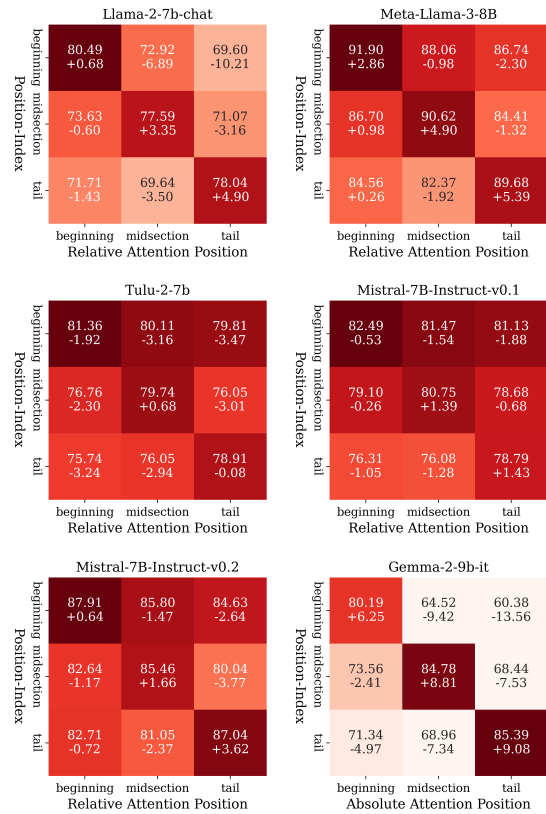 Llama-2-7b-chat
Position-Index
beginning
80.49 72.92 69.60
+0.68 -6.89 -10.21
midsection
73.63 77.59 71.07
-0.60 +3.35 -3.16
tail
71.71 69.64 78.04
-1.43 -3.50 +4.90
beginning midsection tail
Relative Attention Position
Meta-Llama-3-8B
Position-Index
beginning
91.90 88.06 86.74
+2.86 -0.98 -2.30
midsection
86.70 90.62 84.41
+0.98 +4.90 -1.32
tail
84.56 82.37 89.68
+0.26 -1.92 +5.39
beginning midsection tail
Relative Attention Position
Tulu-2-7b
Position-Index
beginning
81.36 80.11 79.81
-1.92 -3.16 -3.47
midsection
76.76 79.74 76.05
-2.30 +0.68 -3.01
tail
75.74 76.05 78.91
-3.24 -2.94 -0.08
beginning midsection tail
Relative Attention Position
Mistral-7B-Instruct-v0.1
Position-Index
beginning
82.49 81.47 81.13
-0.53 -1.54 -1.88
midsection
79.10 80.75 78.68
-0.26 +1.39 -0.68
tail
76.31 76.08 78.79
-1.05 -1.28 +1.43
beginning midsection tail
Relative Attention Position
Mistral-7B-Instruct-v0.2
Position-Index
beginning
87.91 85.80 84.63
+0.64 -1.47 -2.64
midsection
82.64 85.46 80.04
-1.17 +1.66 -3.77
tail
82.71 81.05 87.04
-0.72 -2.37 +3.62
beginning midsection tail
Relative Attention Position
Gemma-2-9b-it
Position-Index
beginning
80.19 64.52 60.38
+6.25 -9.42 -13.56
midsection
73.56 84.78 68.44
-2.41 +8.81 -7.53
tail
71.34 68.96 85.39
-4.97 -7.34 +9.08
beginning midsection tail
Absolute Attention Position